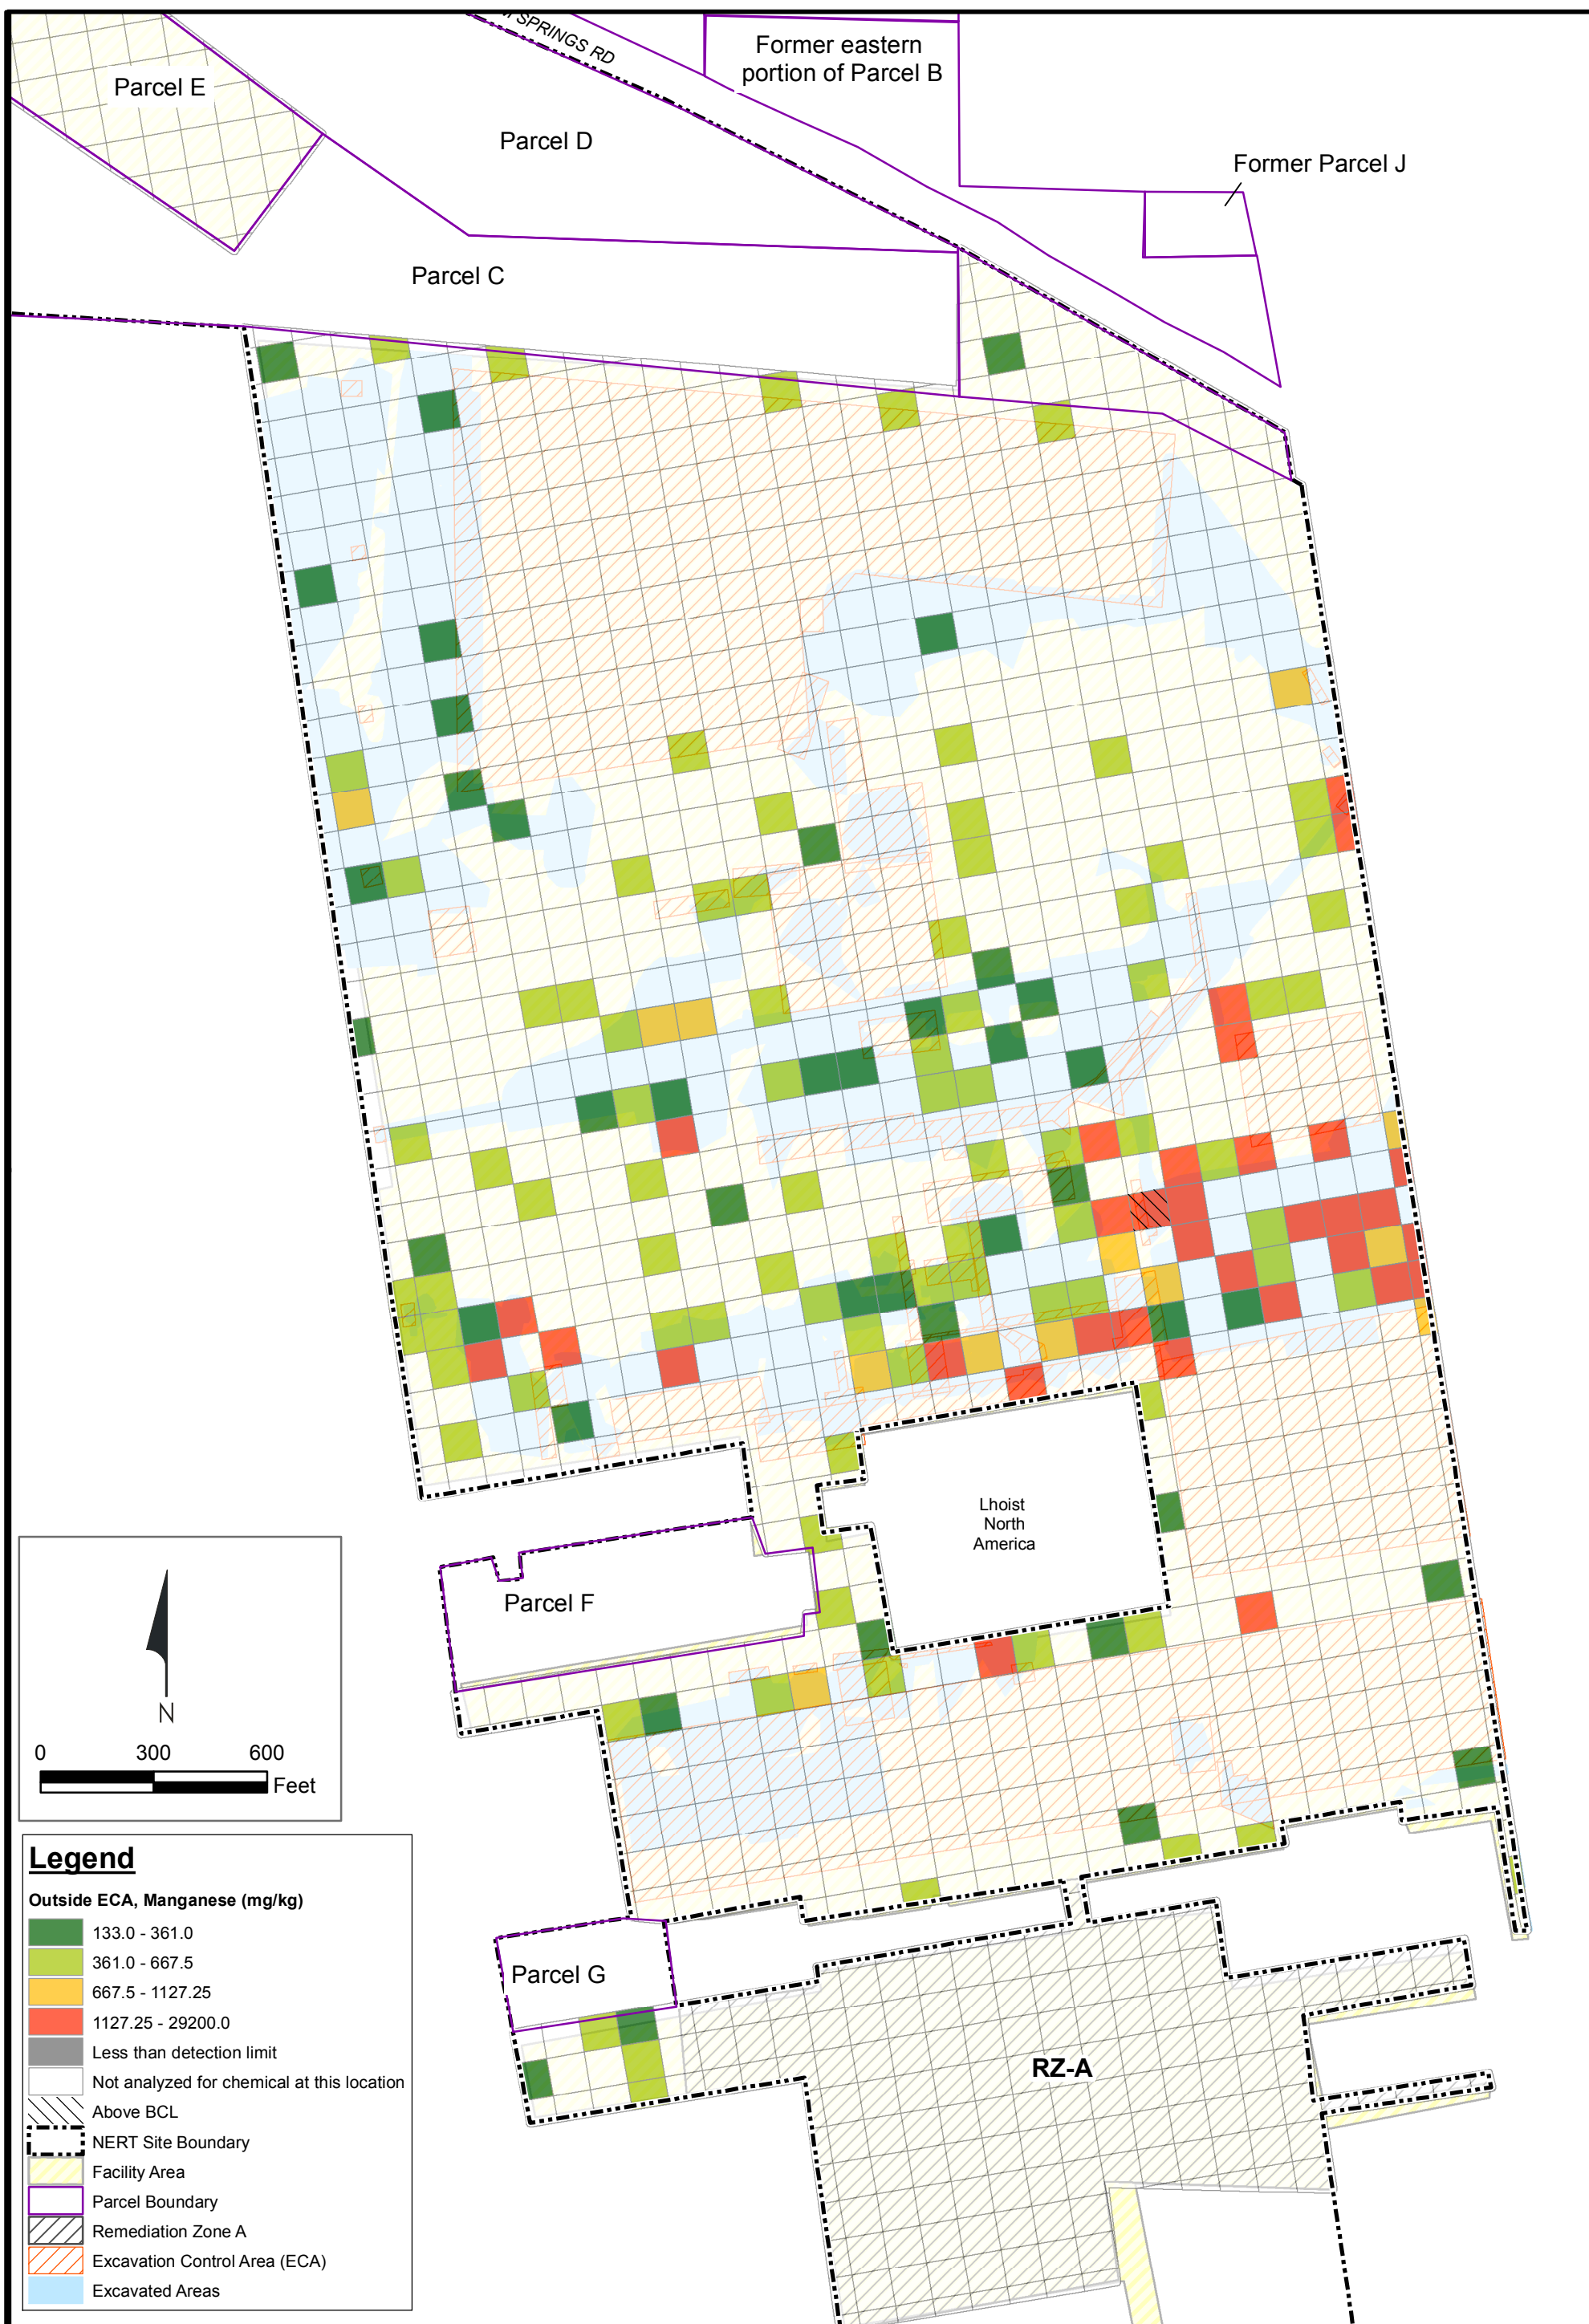 SPRINGS RD
Former eastern
portion of Parcel B
Parcel E
Parcel D
Former Parcel J
Parcel C
Lhoist
North
America
Parcel F
N
0 300 600
Feet
Parcel G
RZ-A
Legend
Outside ECA, Manganese (mg/kg)
133.0 - 361.0
361.0 - 667.5
667.5 - 1127.25
1127.25 - 29200.0
Less than detection limit
Not analyzed for chemical at this location
Above BCL
NERT Site Boundary
Facility Area
Parcel Boundary
Remediation Zone A
Excavation Control Area (ECA)
Excavated Areas